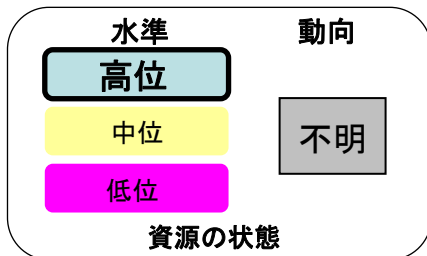 水準 動向
高位
中位
不明
低位
資源の状態